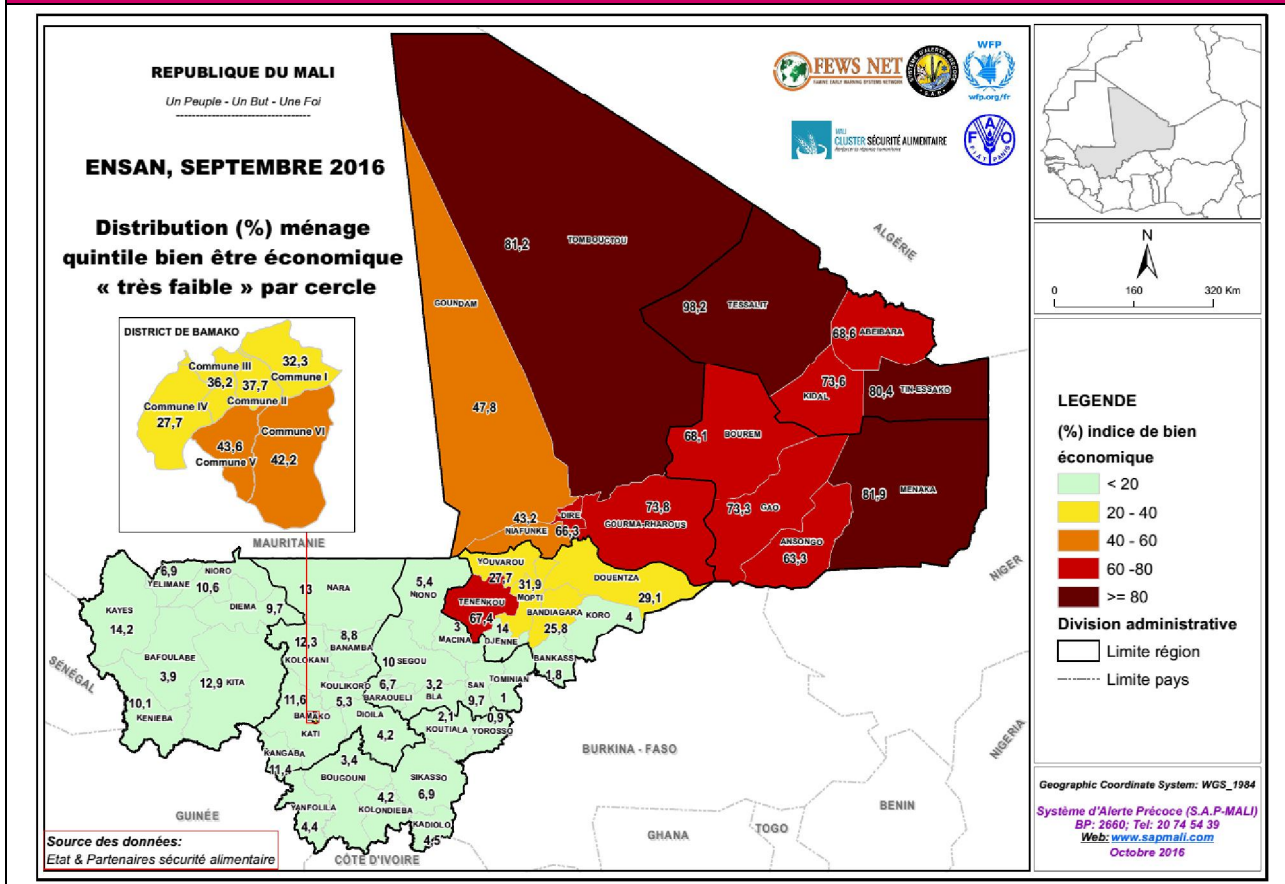 REPUBLIQUE DU MALI
Un Peuple - Un But - Une Foi
ENSAN, SEPTEMBRE 2016
Distribution (%) ménage
quintile bien être économique
« très faible » par cercle
DISTRICT DE BAMAKO
Commune III
36,2
32,3
Commune I
37,7
Commune II
Commune IV
27,7
Commune VI
43,6
Commune V
42,2
FEWS NET
FAMINE EARLY WARNING SYSTEMS NETWORK
SYSTÈME D'ALERTE PRÉCOCE
S.A.P.
WFP
wfp.org/fr
MALI
CLUSTER SÉCURITÉ ALIMENTAIRE
FAO
FIAT PANIS
81,2
TOMBOUCTOU
ALGÉRIE
GOUNDAM
47,8
98,2
TESSALIT
68,6
ABEIBARA
73,6
KIDAL
80,4
TIN-ESSAKO
68,1
BOUREM
81,9
MENAKA
73,3
GAO
ANSONGO
63,3
73,8
GOURMA-RHAROUS
DIRE
66,3
43,2
NIAFUNKE
MAURITANIE
NIGER
YOUVAROU
27,7
31,9
MOPTI
DOUENTZA
29,1
TENENKOU
67,4
BANDIAGARA
25,8
KORO
4
5,4
NIONO
3
MACINA
14
DJENNE
BANKASS
1,8
6,9
YELIMANE
NIORO
10,6
DIEMA
9,7
13
NARA
KAYES
14,2
BAFOULABE
3,9
12,9
KITA
10,1
KENIEBA
SÉNÉGAL
12,3
KOLOKANI
8,8
BANAMBA
10
SEGOU
KOULIKORO
5,3
6,7
BARAOUELI
3,2
BLA
SAN
9,7
TOMINIAN
1
11,6
BAMAKO
KATI
DIOILA
4,2
2,1
KOUTIALA
0,9
YOROSSO
KANGABA
11,4
3,4
BOUGOUNI
SIKASSO
6,9
4,2
KOLONDIEBA
YANFOLILA
4,4
KADIOLO
4,5
GUINÉE
CÔTE D'IVOIRE
BURKINA - FASO
GHANA
TOGO
BENIN
NIGERIA
Source des données:
Etat & Partenaires sécurité alimentaire
N
0 160 320 Km
LEGENDE
(%) indice de bien
économique
< 20
20 - 40
40 - 60
60 -80
>= 80
Division administrative
Limite région
Limite pays
Geographic Coordinate System: WGS_1984
Système d'Alerte Précoce (S.A.P-MALI)
BP: 2660; Tel: 20 74 54 39
Web: www.sapmali.com
Octobre 2016